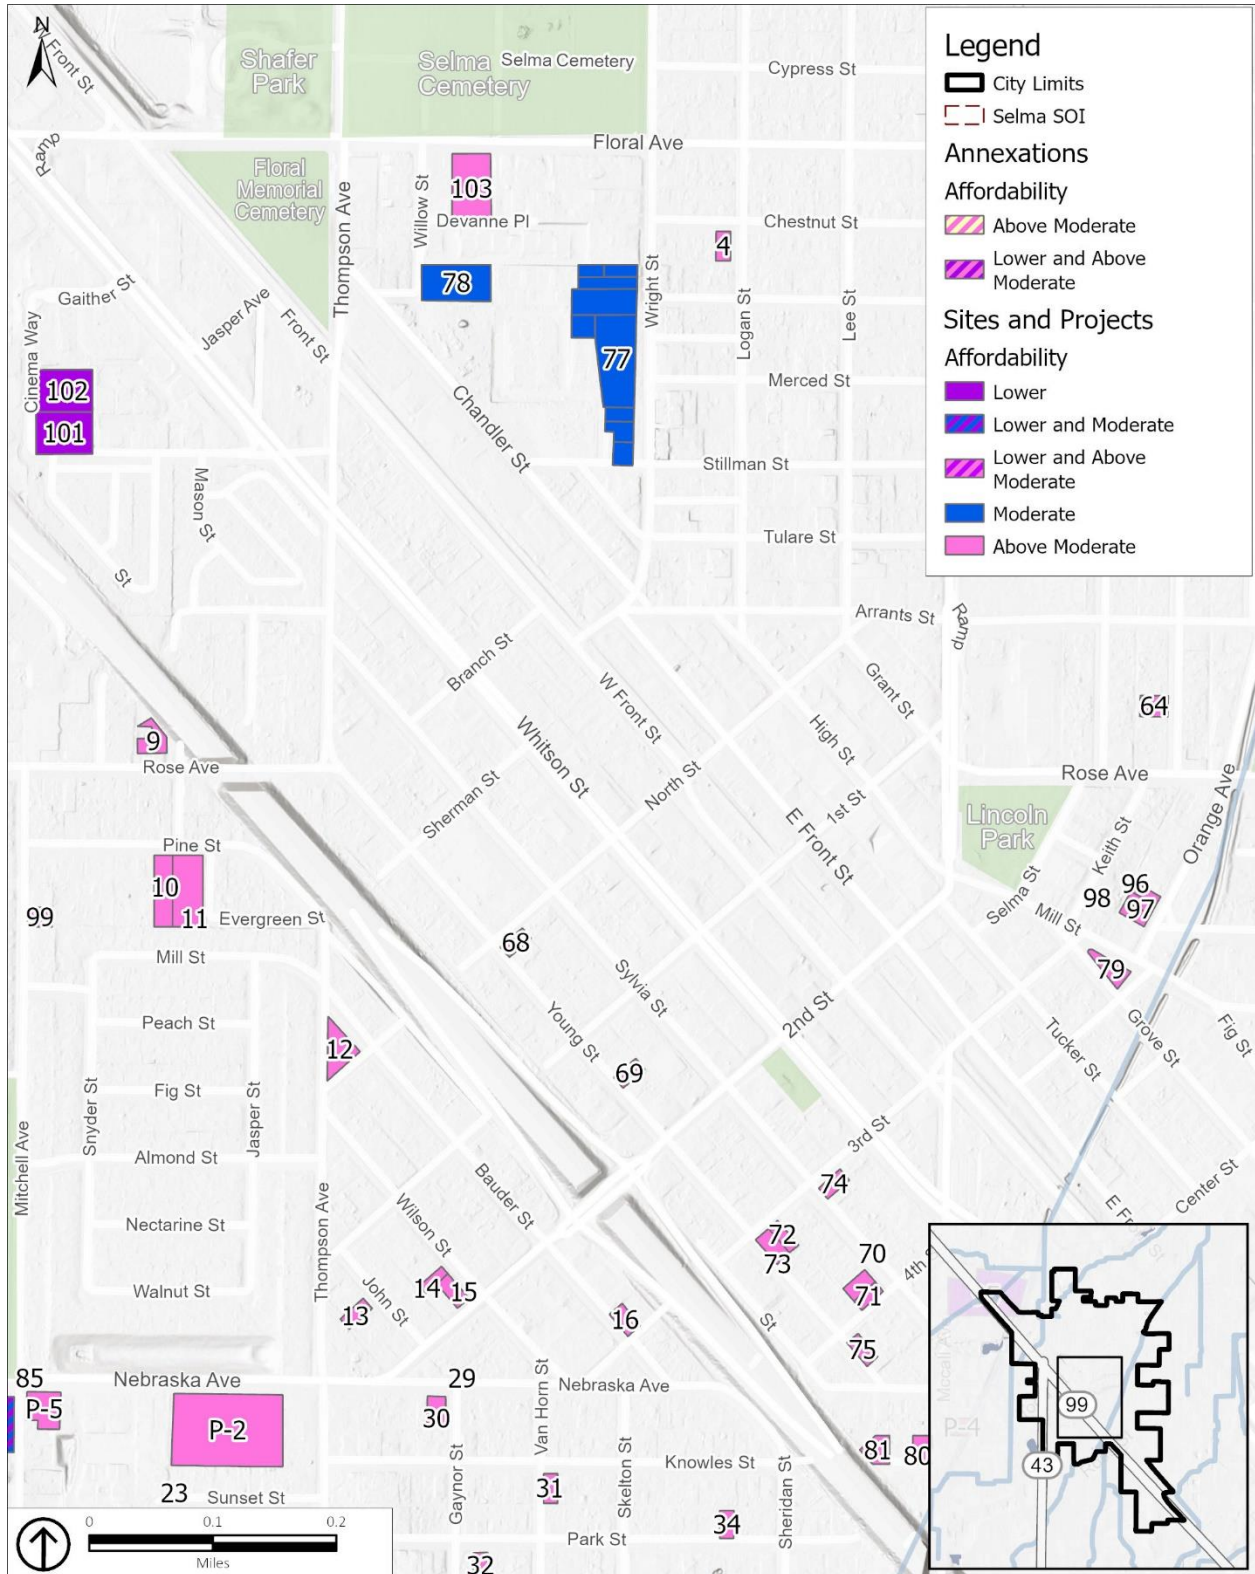 N
W Front St
Shafer
Park
Selma
Cemetery
Selma Cemetery
Cypress St
Ramp
Floral Ave
Floral
Memorial
Cemetery
Thompson Ave
Willow St
103
Devanne Pl
Chestnut St
4
78
Gaither St
Jasper Ave
Front St
Wright St
Logan St
Lee St
Cinema Way
102
101
77
Merced St
Chandler St
Mason St
Stillman St
Tulare St
St
Arrants St
Ramp
Branch St
W Front St
Grant St
High St
64
9
Rose Ave
Whitson St
Sherman St
North St
1st St
E Front St
Rose Ave
Orange Ave
Lincoln
Park
Keith St
Pine St
10
11
Evergreen St
99
Selma St
Mill St
98
96
97
Mill St
68
Sylvia St
79
Peach St
Young St
2nd St
Tucker St
Grove St
Fig St
12
69
Fig St
Snyder St
Jasper St
Mitchell Ave
Almond St
3rd St
Bauder St
74
Center St
E Front St
Nectarine St
Thompson Ave
Wilson St
72
73
70
71
4th
Walnut St
John St
14
15
13
16
St
75
85
Nebraska Ave
29
Nebraska Ave
P-5
P-2
30
Van Horn St
Gaynor St
Skelton St
Knowles St
Sheridan St
81
80
23
Sunset St
31
34
Park St
32
Legend
City Limits
Selma SOI
Annexations
Affordability
Above Moderate
Lower and Above
Moderate
Sites and Projects
Affordability
Lower
Lower and Moderate
Lower and Above
Moderate
Moderate
Above Moderate
0 0.1 0.2
Miles
P-4
99
43